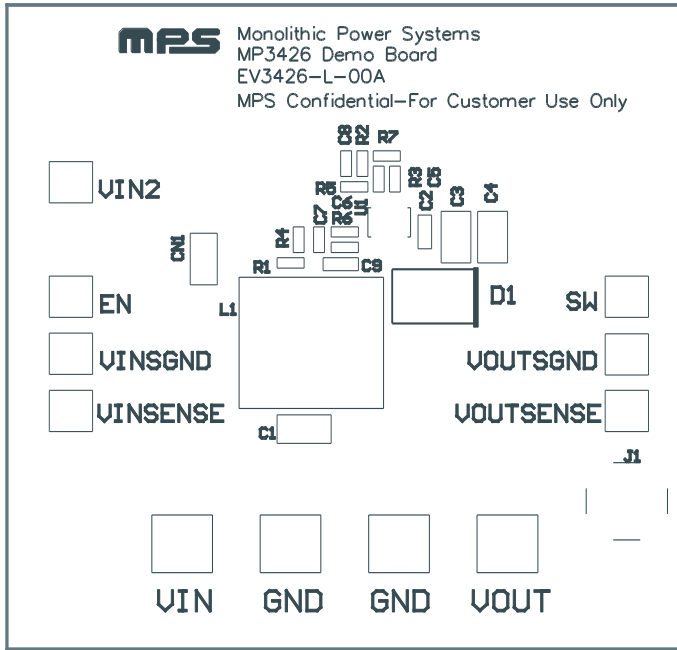 MPS
Monolithic Power Systems
MP3426 Demo Board
EV3426-L-00A
MPS Confidential-For Customer Use Only
C8
R2
R7
VIN2
R5
R3
C5
C6
U1
C2
C3
C4
CN1
R4
C7
R6
R1
C9
EN
L1
D1
SW
VINSGND
VOUTSGND
VINSENSE
VOUTSENSE
C1
J1
VIN
GND
GND
VOUT